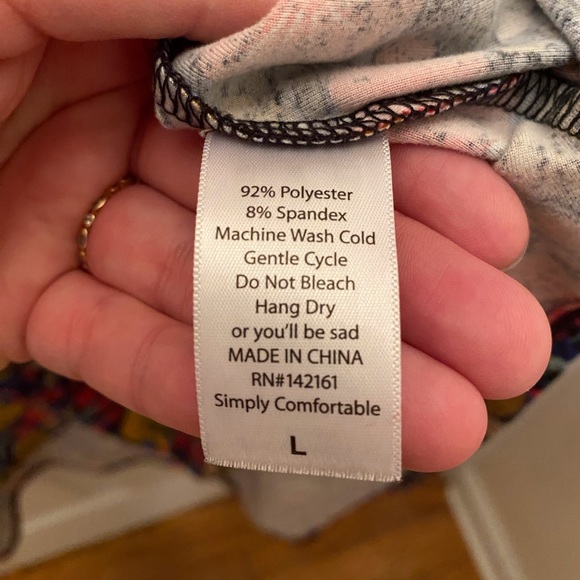 92% Polyester
8% Spandex
Machine Wash Cold
Gentle Cycle
Do Not Bleach
Hang Dry
or you'll be sad
MADE IN CHINA
RN#142161
Simply Comfortable
L